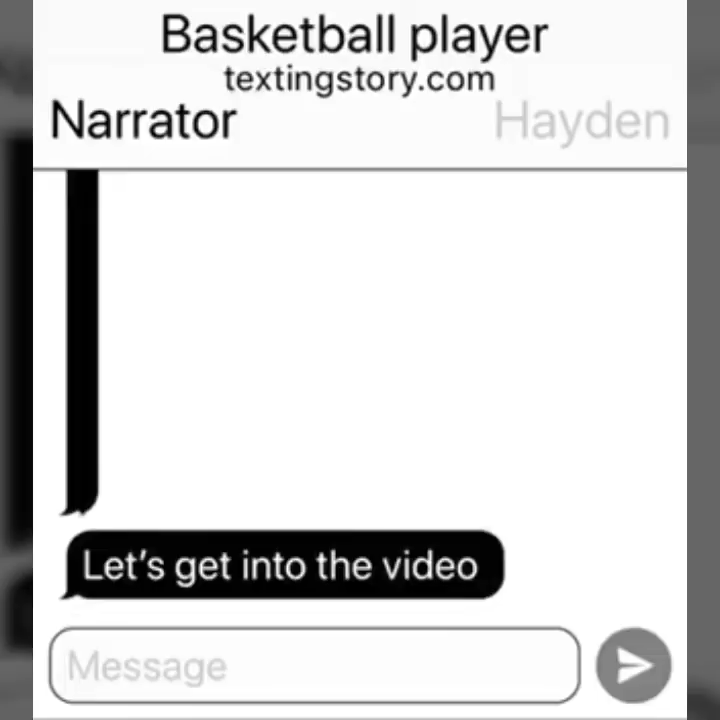 Basketball player
textingstory.com
Narrator Hayden
Let's get into the video
Message